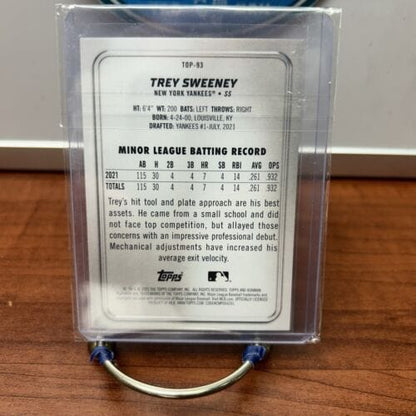 TOP-93
TREY SWEENEY
NEW YORK YANKEES® • SS
HT: 6'4" WT: 200 BATS: LEFT THROWS: RIGHT
BORN: 4-24-00, LOUISVILLE, KY
DRAFTED: YANKEES #1-JULY, 2021
MINOR LEAGUE BATTING RECORD
AB H 2B 3B HR SB RBI AVG OPS
2021 115 30 4 4 7 4 14 .261 .932
TOTALS 115 30 4 4 7 4 14 .261 .932
Trey's hit tool and plate approach are his best
assets. He came from a small school and did
not face top competition, but allayed those
concerns with an impressive professional debut.
Mechanical adjustments have increased his
average exit velocity.
Topps